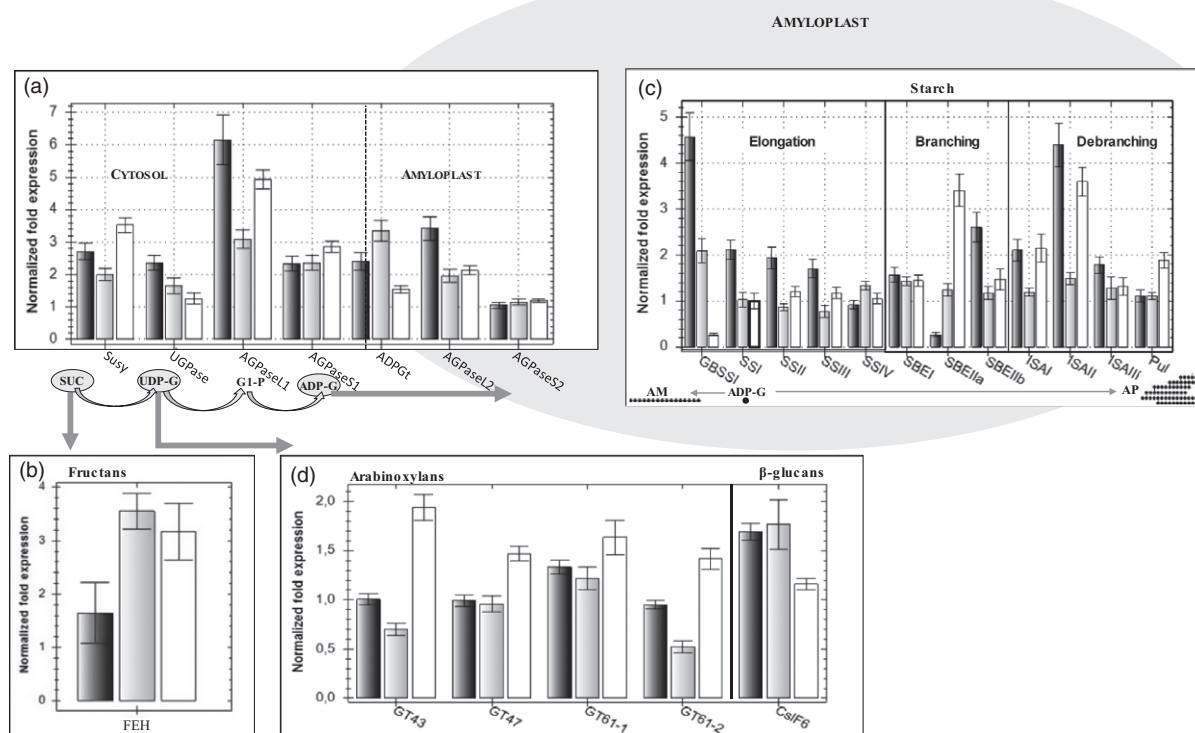 AMYLOPLAST
(a)
Normalized fold expression
7
6
5
4
3
2
1
0
CYTOSOL
AMYLOPLAST
Susy
UGPase
AGPaseL1
AGPaseS1
ADPGt
AGPaseL2
AGPaseS2
SUC
UDP-G
G1-P
ADP-G
(c)
Starch
Normalized fold expression
5
4
3
2
1
0
Elongation
Branching
Debranching
GBSSI
SSI
SSII
SSIII
SSIV
SBEI
SBEIIa
SBEIIb
ISAI
ISAII
ISAIII
Pul
AM
ADP-G
AP
(b)
Fructans
Normalized fold expression
4
3
2
1
0
FEH
(d)
Arabinoxylans
β-glucans
Normalized fold expression
2,0
1,5
1,0
0,5
0,0
GT43
GT47
GT61-1
GT61-2
CslF6